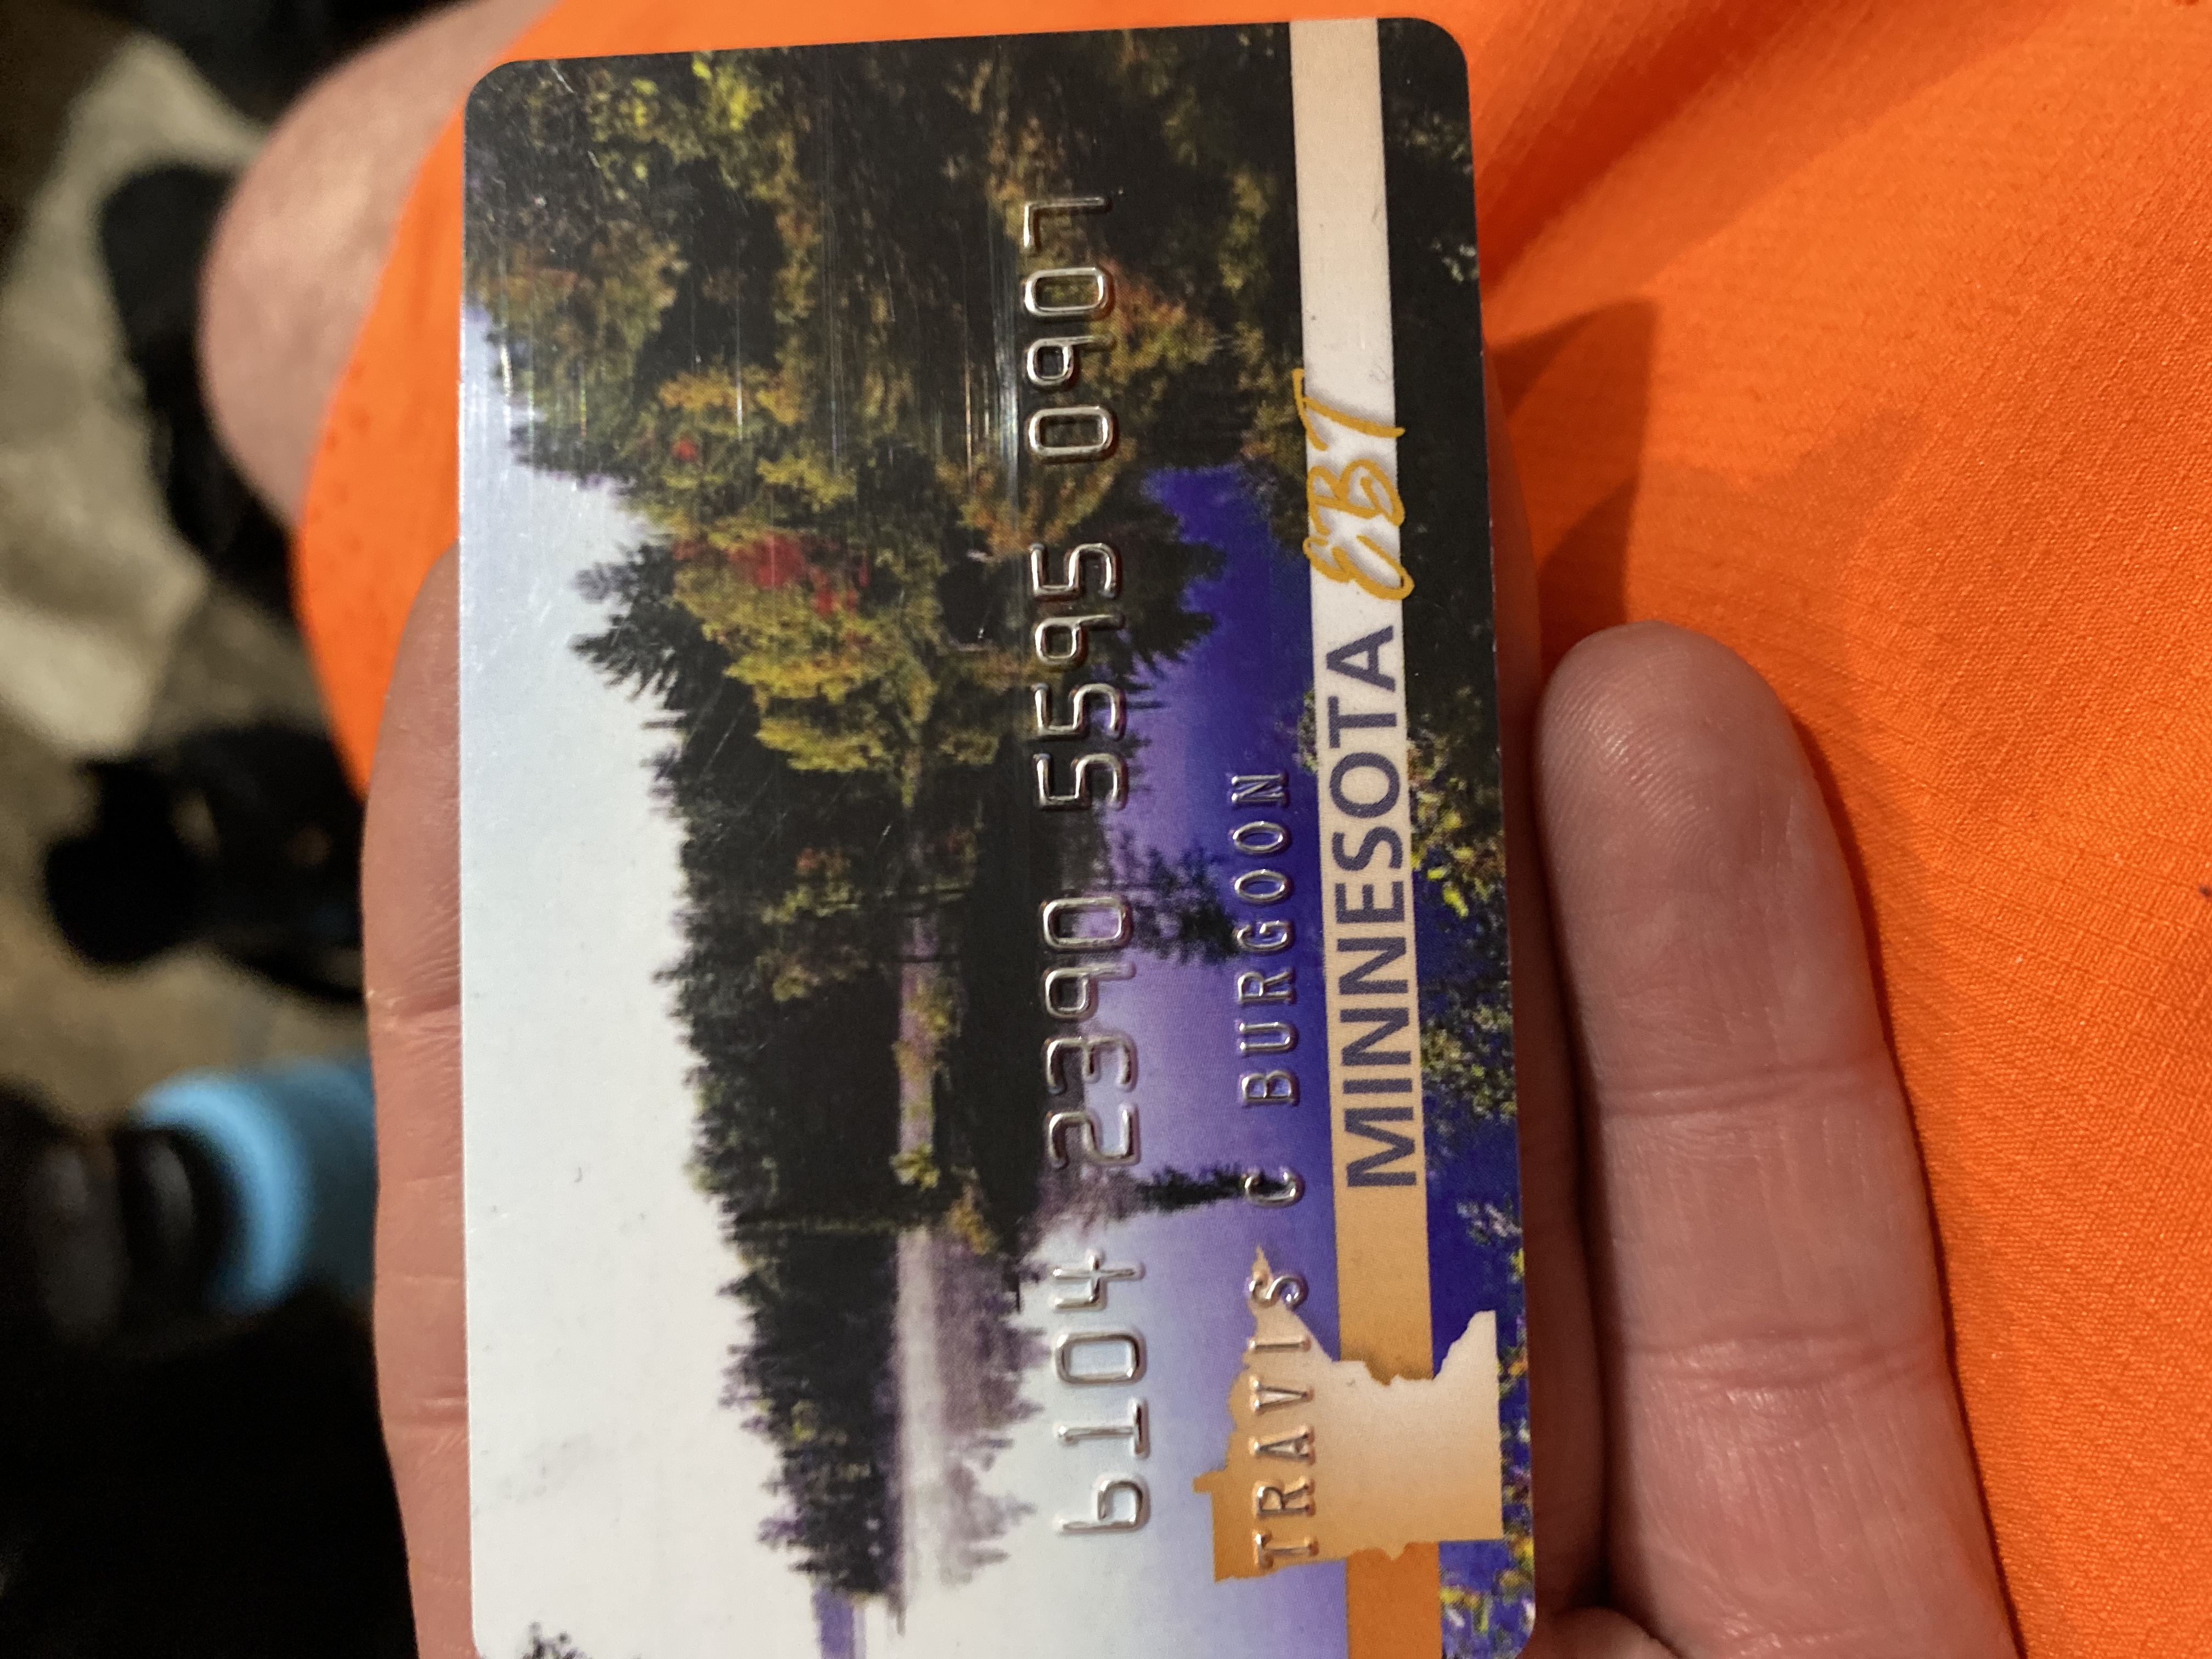 6104 2390 5595 0907
TRAVIS C BURGOON
MINNESOTA EBT